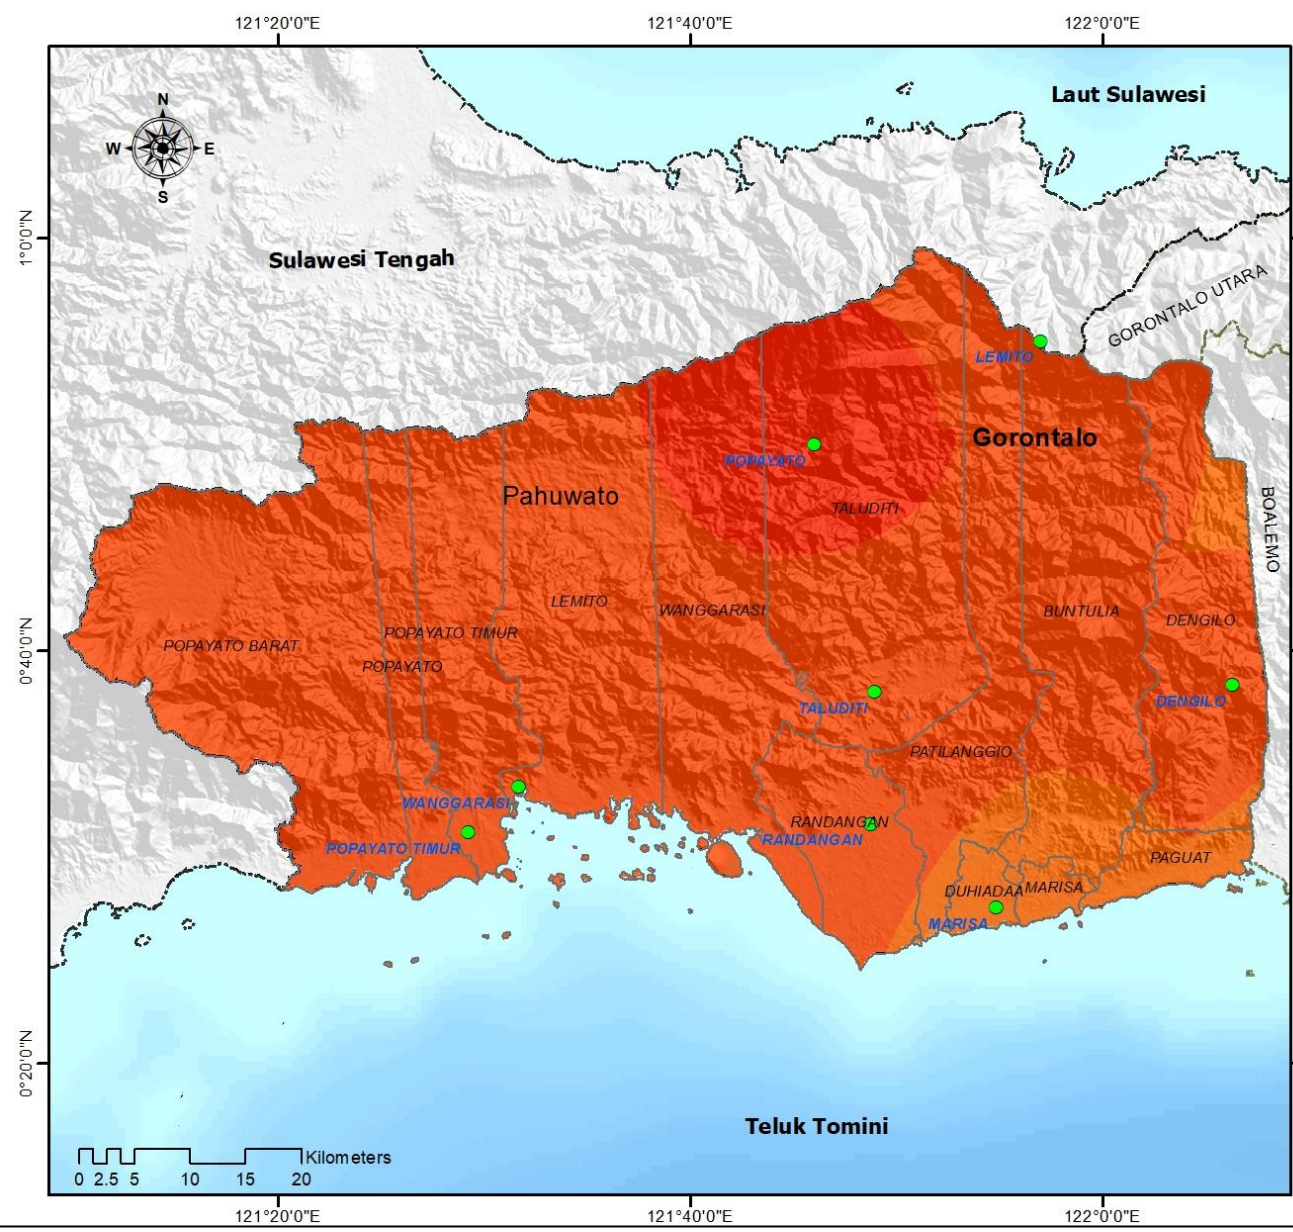 121°20'0"E
121°40'0"E
122°0'0"E
Laut Sulawesi
N
W
E
S
1°0'0"N
Sulawesi Tengah
GORONTALO UTARA
LEMITO
Gorontalo
POPAYATO
Pahuwato
TALUDITI
BOALEMO
LEMITO
WANGGARASI
BUNTULIA
DENGILO
POPAYATO TIMUR
POPAYATO BARAT
POPAYATO
0°40'0"N
TALUDITI
DENGILO
PATILANGGIO
WANGGARASI
RANDANGAN
RANDANGAN
POPAYATO TIMUR
PAGUAT
DUHIADAA
MARISA
MARISA
0°20'0"N
Teluk Tomini
Kilometers
0 2.5 5 10 15 20
121°20'0"E
121°40'0"E
122°0'0"E